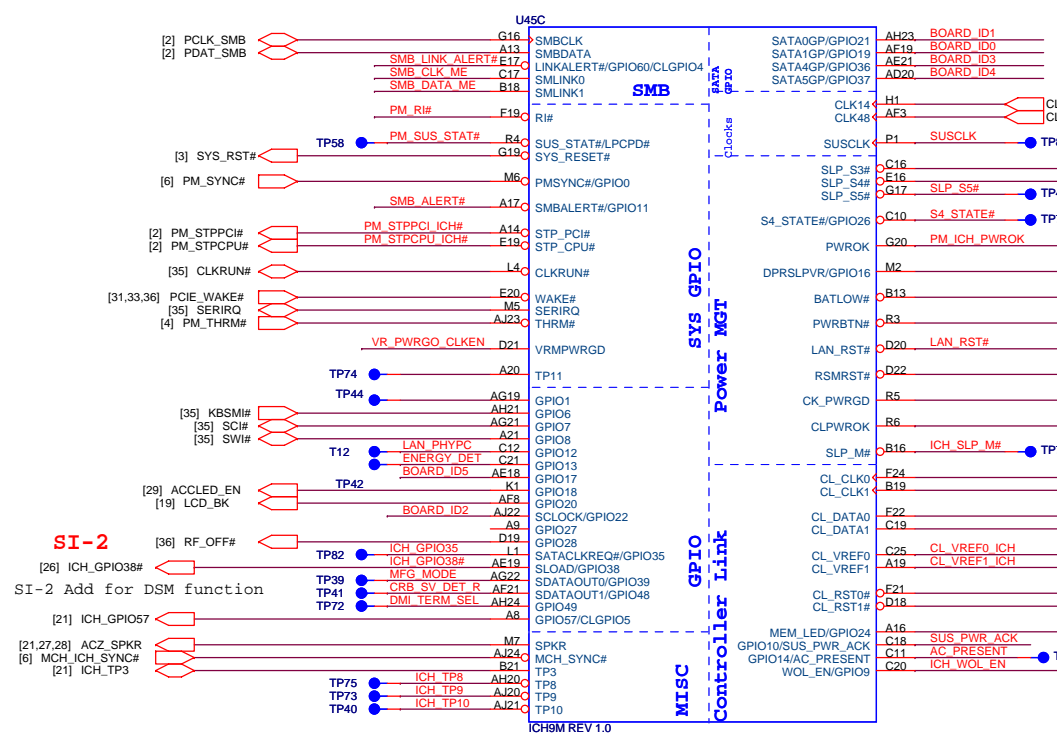 U45C
[2] PCLK_SMB G16 SMBCLK SATA0GP/GPIO21 AH23 BOARD_ID1
[2] PDAT_SMB A13 SMBDATA SATA1GP/GPIO19 AF19 BOARD_ID0
SMB_LINK_ALERT# E17 LINKALERT#/GPIO60/CLGPIO4 SATA4GP/GPIO36 AE21 BOARD_ID3
SMB_CLK_ME C17 SMLINK0 SATA5GP/GPIO37 AD20 BOARD_ID4
SMB_DATA_ME B18 SMLINK1
SMB
SATA
GPIO
CLK14 H1 CL
PM_RI# F19 RI# CLK48 AF3 CL
Clocks
TP58 PM_SUS_STAT# R4 SUS_STAT#/LPCPD# SUSCLK P1 SUSCLK TP8
[3] SYS_RST# G19 SYS_RESET#
SLP_S3# C16
[6] PM_SYNC# M6 PMSYNC#/GPIO0 SLP_S4# E16
SLP_S5# G17 SLP_S5# TP4
SMB_ALERT# A17 SMBALERT#/GPIO11
S4_STATE#/GPIO26 C10 S4_STATE# TP7
[2] PM_STPPCI# PM_STPPCI_ICH# A14 STP_PCI#
[2] PM_STPCPU# PM_STPCPU_ICH# E19 STP_CPU# PWROK G20 PM_ICH_PWROK
[35] CLKRUN# L4 CLKRUN# DPRSLPVR/GPIO16 M2
[31,33,36] PCIE_WAKE# E20 WAKE# BATLOW# B13
[35] SERIRQ M5 SERIRQ
[4] PM_THRM# AJ23 THRM# PWRBTN# R3
SYS GPIO
Power MGT
VR_PWRGO_CLKEN D21 VRMPWRGD LAN_RST# D20 LAN_RST#
TP74 A20 TP11 RSMRST# D22
TP44 AG19 GPIO1 CK_PWRGD R5
[35] KBSMI# AH21 GPIO6
[35] SCI# AG21 GPIO7 CLPWROK R6
[35] SWI# A21 GPIO8
T12 LAN_PHYPC C12 GPIO12 SLP_M# B16 ICH_SLP_M# TP7
ENERGY_DET C21 GPIO13
BOARD_ID5 AE18 GPIO17 CL_CLK0 F24
TP42
[29] ACCLED_EN K1 GPIO18 CL_CLK1 B19
[19] LCD_BK AF8 GPIO20
BOARD_ID2 AJ22 SCLOCK/GPIO22 CL_DATA0 F22
A9 GPIO27 CL_DATA1 C19
[36] RF_OFF# D19 GPIO28
SI-2
TP82 ICH_GPIO35 L1 SATACLKREQ#/GPIO35 CL_VREF0 C25 CL_VREF0_ICH
[26] ICH_GPIO38# ICH_GPIO38# AE19 SLOAD/GPIO38 CL_VREF1 A19 CL_VREF1_ICH
TP39 MFG_MODE AG22 SDATAOUT0/GPIO39
SI-2 Add for DSM function
TP41 CRB_SV_DET_R AF21 SDATAOUT1/GPIO48 CL_RST0# F21
TP72 DMI_TERM_SEL AH24 GPIO49 CL_RST1# D18
[21] ICH_GPIO57 A8 GPIO57/CLGPIO5
GPIO
Controller Link
MEM_LED/GPIO24 A16
[21,27,28] ACZ_SPKR M7 SPKR GPIO10/SUS_PWR_ACK C18 SUS_PWR_ACK
[6] MCH_ICH_SYNC# AJ24 MCH_SYNC# GPIO14/AC_PRESENT C11 AC_PRESENT T
[21] ICH_TP3 B21 TP3 WOL_EN/GPIO9 C20 ICH_WOL_EN
TP75 ICH_TP8 AH20 TP8
TP73 ICH_TP9 AJ20 TP9
TP40 ICH_TP10 AJ21 TP10
MISC
ICH9M REV 1.0